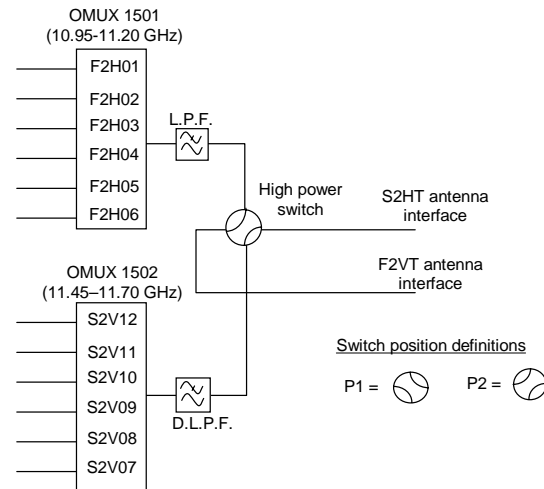 OMUX 1501
(10.95-11.20 GHz)
F2H01
F2H02
F2H03
F2H04
F2H05
F2H06
L.P.F.
High power
switch
S2HT antenna
interface
F2VT antenna
interface
OMUX 1502
(11.45–11.70 GHz)
S2V12
S2V11
S2V10
S2V09
S2V08
S2V07
D.L.P.F.
Switch position definitions
P1 =
P2 =